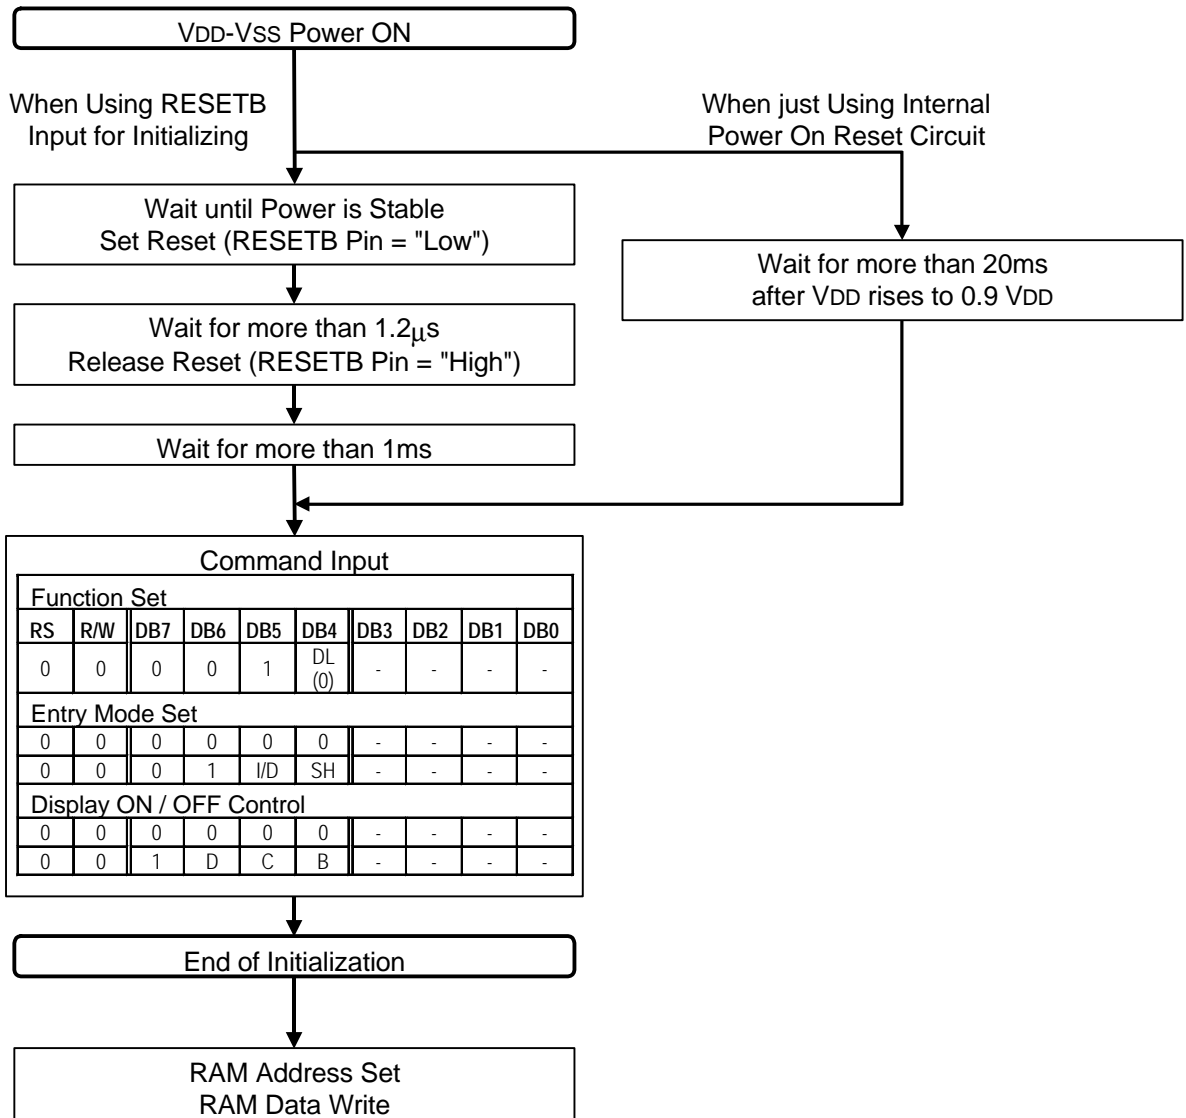 VDD-VSS Power ON
When Using RESETB
Input for Initializing
When just Using Internal
Power On Reset Circuit
Wait until Power is Stable
Set Reset (RESETB Pin = "Low")
Wait for more than 20ms
after VDD rises to 0.9 VDD
Wait for more than 1.2μs
Release Reset (RESETB Pin = "High")
Wait for more than 1ms
Command Input
Function Set
RS R/W DB7 DB6 DB5 DB4 DB3 DB2 DB1 DB0
0 0 0 0 1 DL (0) - - - -
Entry Mode Set
0 0 0 0 0 0 - - - -
0 0 0 1 I/D SH - - - -
Display ON / OFF Control
0 0 0 0 0 0 - - - -
0 0 1 D C B - - - -
End of Initialization
RAM Address Set
RAM Data Write